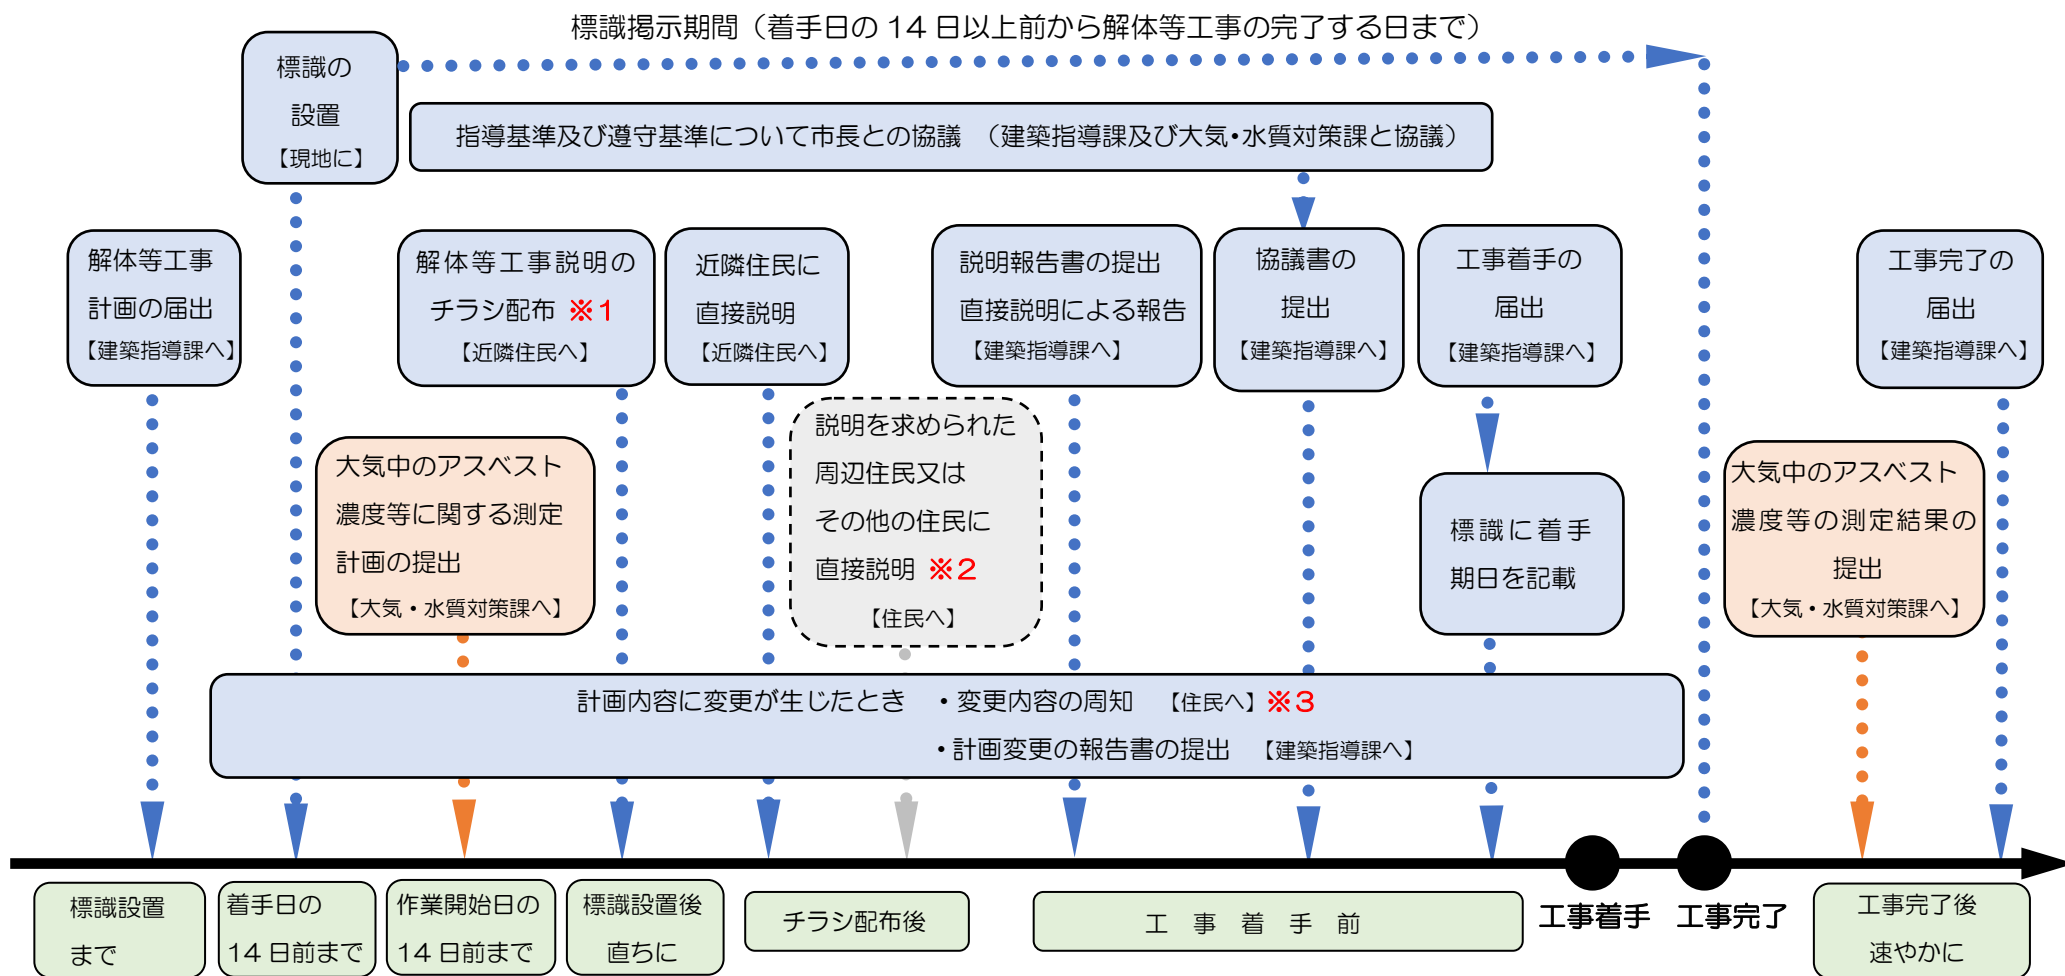 標識掲示期間（着手日の 14 日以上前から解体等工事の完了する日まで）
標識の
設置
【現地に】
指導基準及び遵守基準について市長との協議 （建築指導課及び大気・水質対策課と協議）
解体等工事
計画の届出
【建築指導課へ】
解体等工事説明の
チラシ配布 ※1
【近隣住民へ】
近隣住民に
直接説明
【近隣住民へ】
説明報告書の提出
直接説明による報告
【建築指導課へ】
協議書の
提出
【建築指導課へ】
工事着手の
届出
【建築指導課へ】
工事完了の
届出
【建築指導課へ】
大気中のアスベスト
濃度等に関する測定
計画の提出
【大気・水質対策課へ】
説明を求められた
周辺住民又は
その他の住民に
直接説明 ※2
【住民へ】
標識に着手
期日を記載
大気中のアスベスト
濃度等の測定結果の
提出
【大気・水質対策課へ】
計画内容に変更が生じたとき ・変更内容の周知 【住民へ】※3
・計画変更の報告書の提出 【建築指導課へ】
標識設置
まで
着手日の
14 日前まで
作業開始日の
14 日前まで
標識設置後
直ちに
チラシ配布後
工 事 着 手 前
工事着手
工事完了
工事完了後
速やかに